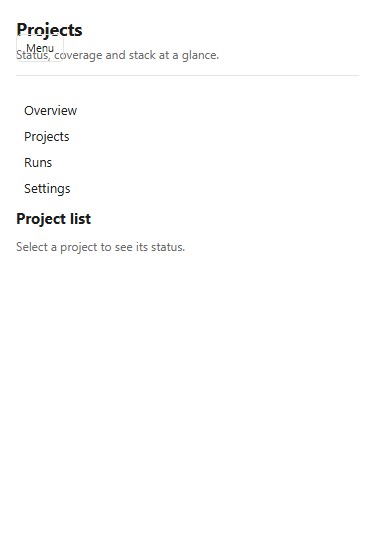 Projects
Menu
Status, coverage and stack at a glance.
Overview
Projects
Runs
Settings
Project list
Select a project to see its status.